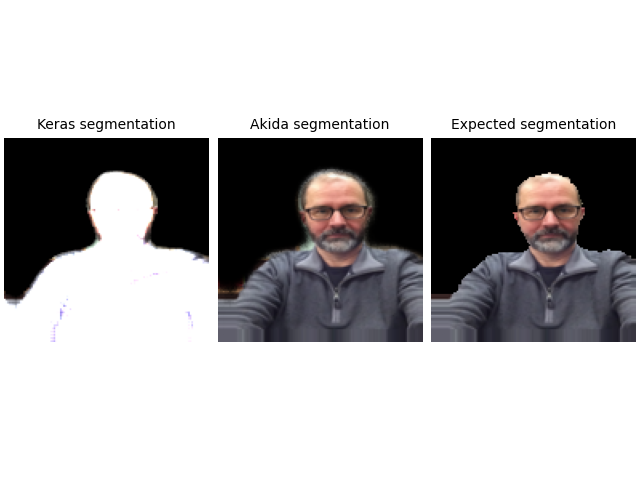 Keras segmentation
Akida segmentation
Expected segmentation